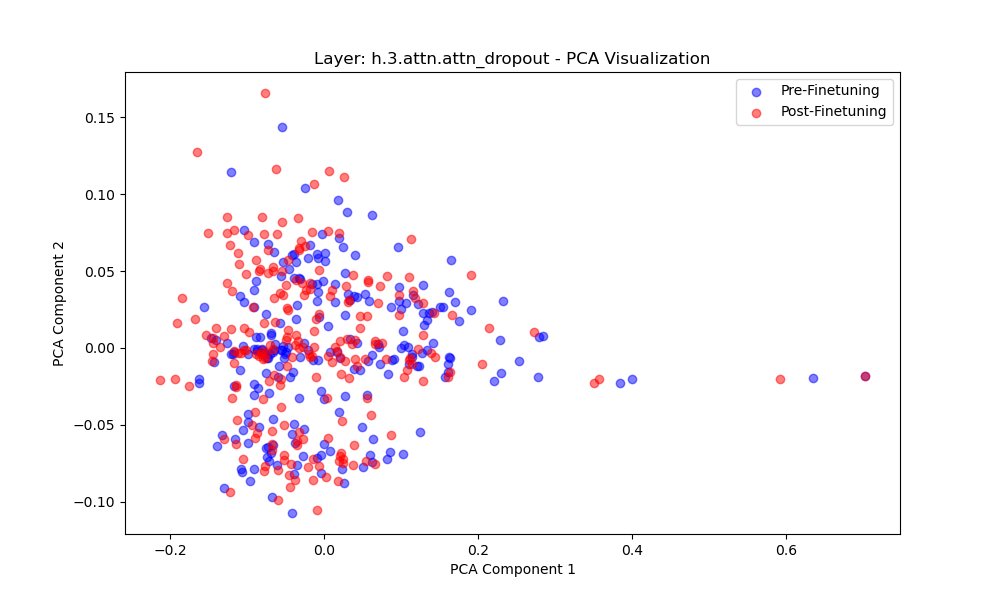 Layer: h.3.attn.attn_dropout - PCA Visualization
Pre-Finetuning
Post-Finetuning
0.15
0.10
0.05
0.00
−0.05
−0.10
PCA Component 2
−0.2
0.0
0.2
0.4
0.6
PCA Component 1